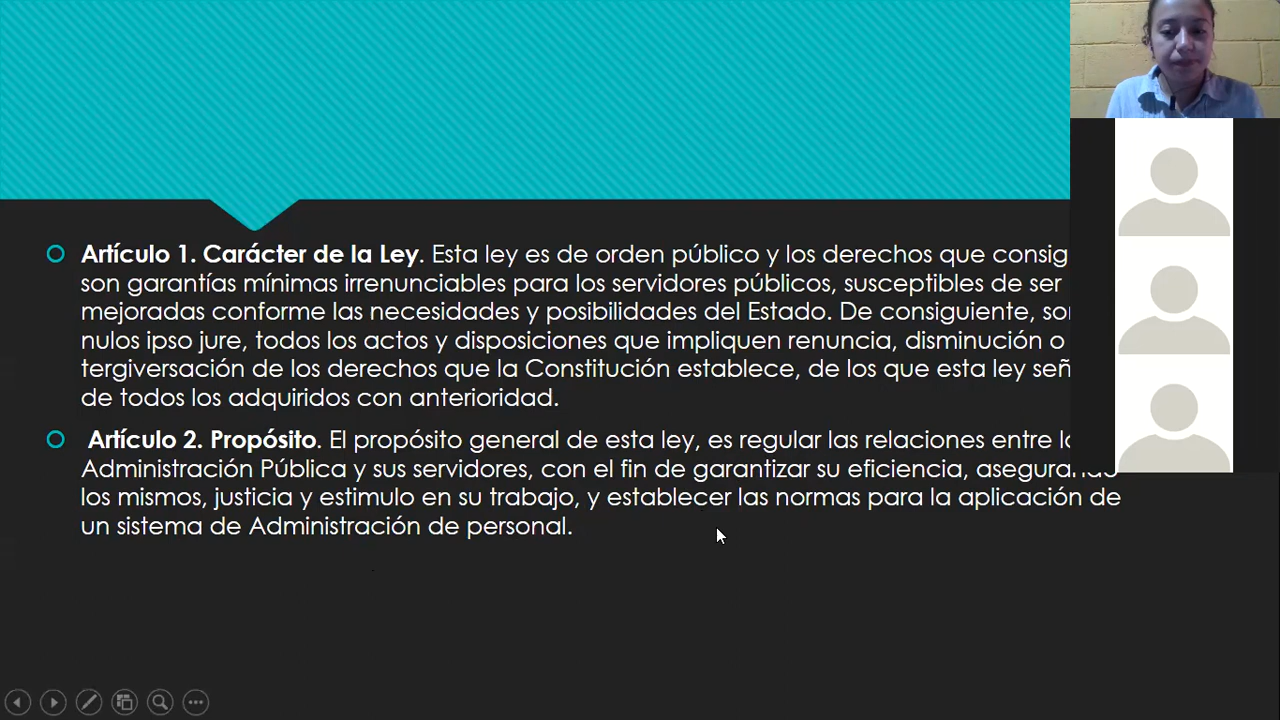 Artículo 1. Carácter de la Ley. Esta ley es de orden público y los derechos que consig
son garantías mínimas irrenunciables para los servidores públicos, susceptibles de ser
mejoradas conforme las necesidades y posibilidades del Estado. De consiguiente, so
nulos ipso jure, todos los actos y disposiciones que impliquen renuncia, disminución o
tergiversación de los derechos que la Constitución establece, de los que esta ley señ
de todos los adquiridos con anterioridad.
Artículo 2. Propósito. El propósito general de esta ley, es regular las relaciones entre la
Administración Pública y sus servidores, con el fin de garantizar su eficiencia, asegurando
los mismos, justicia y estimulo en su trabajo, y establecer las normas para la aplicación de
un sistema de Administración de personal.